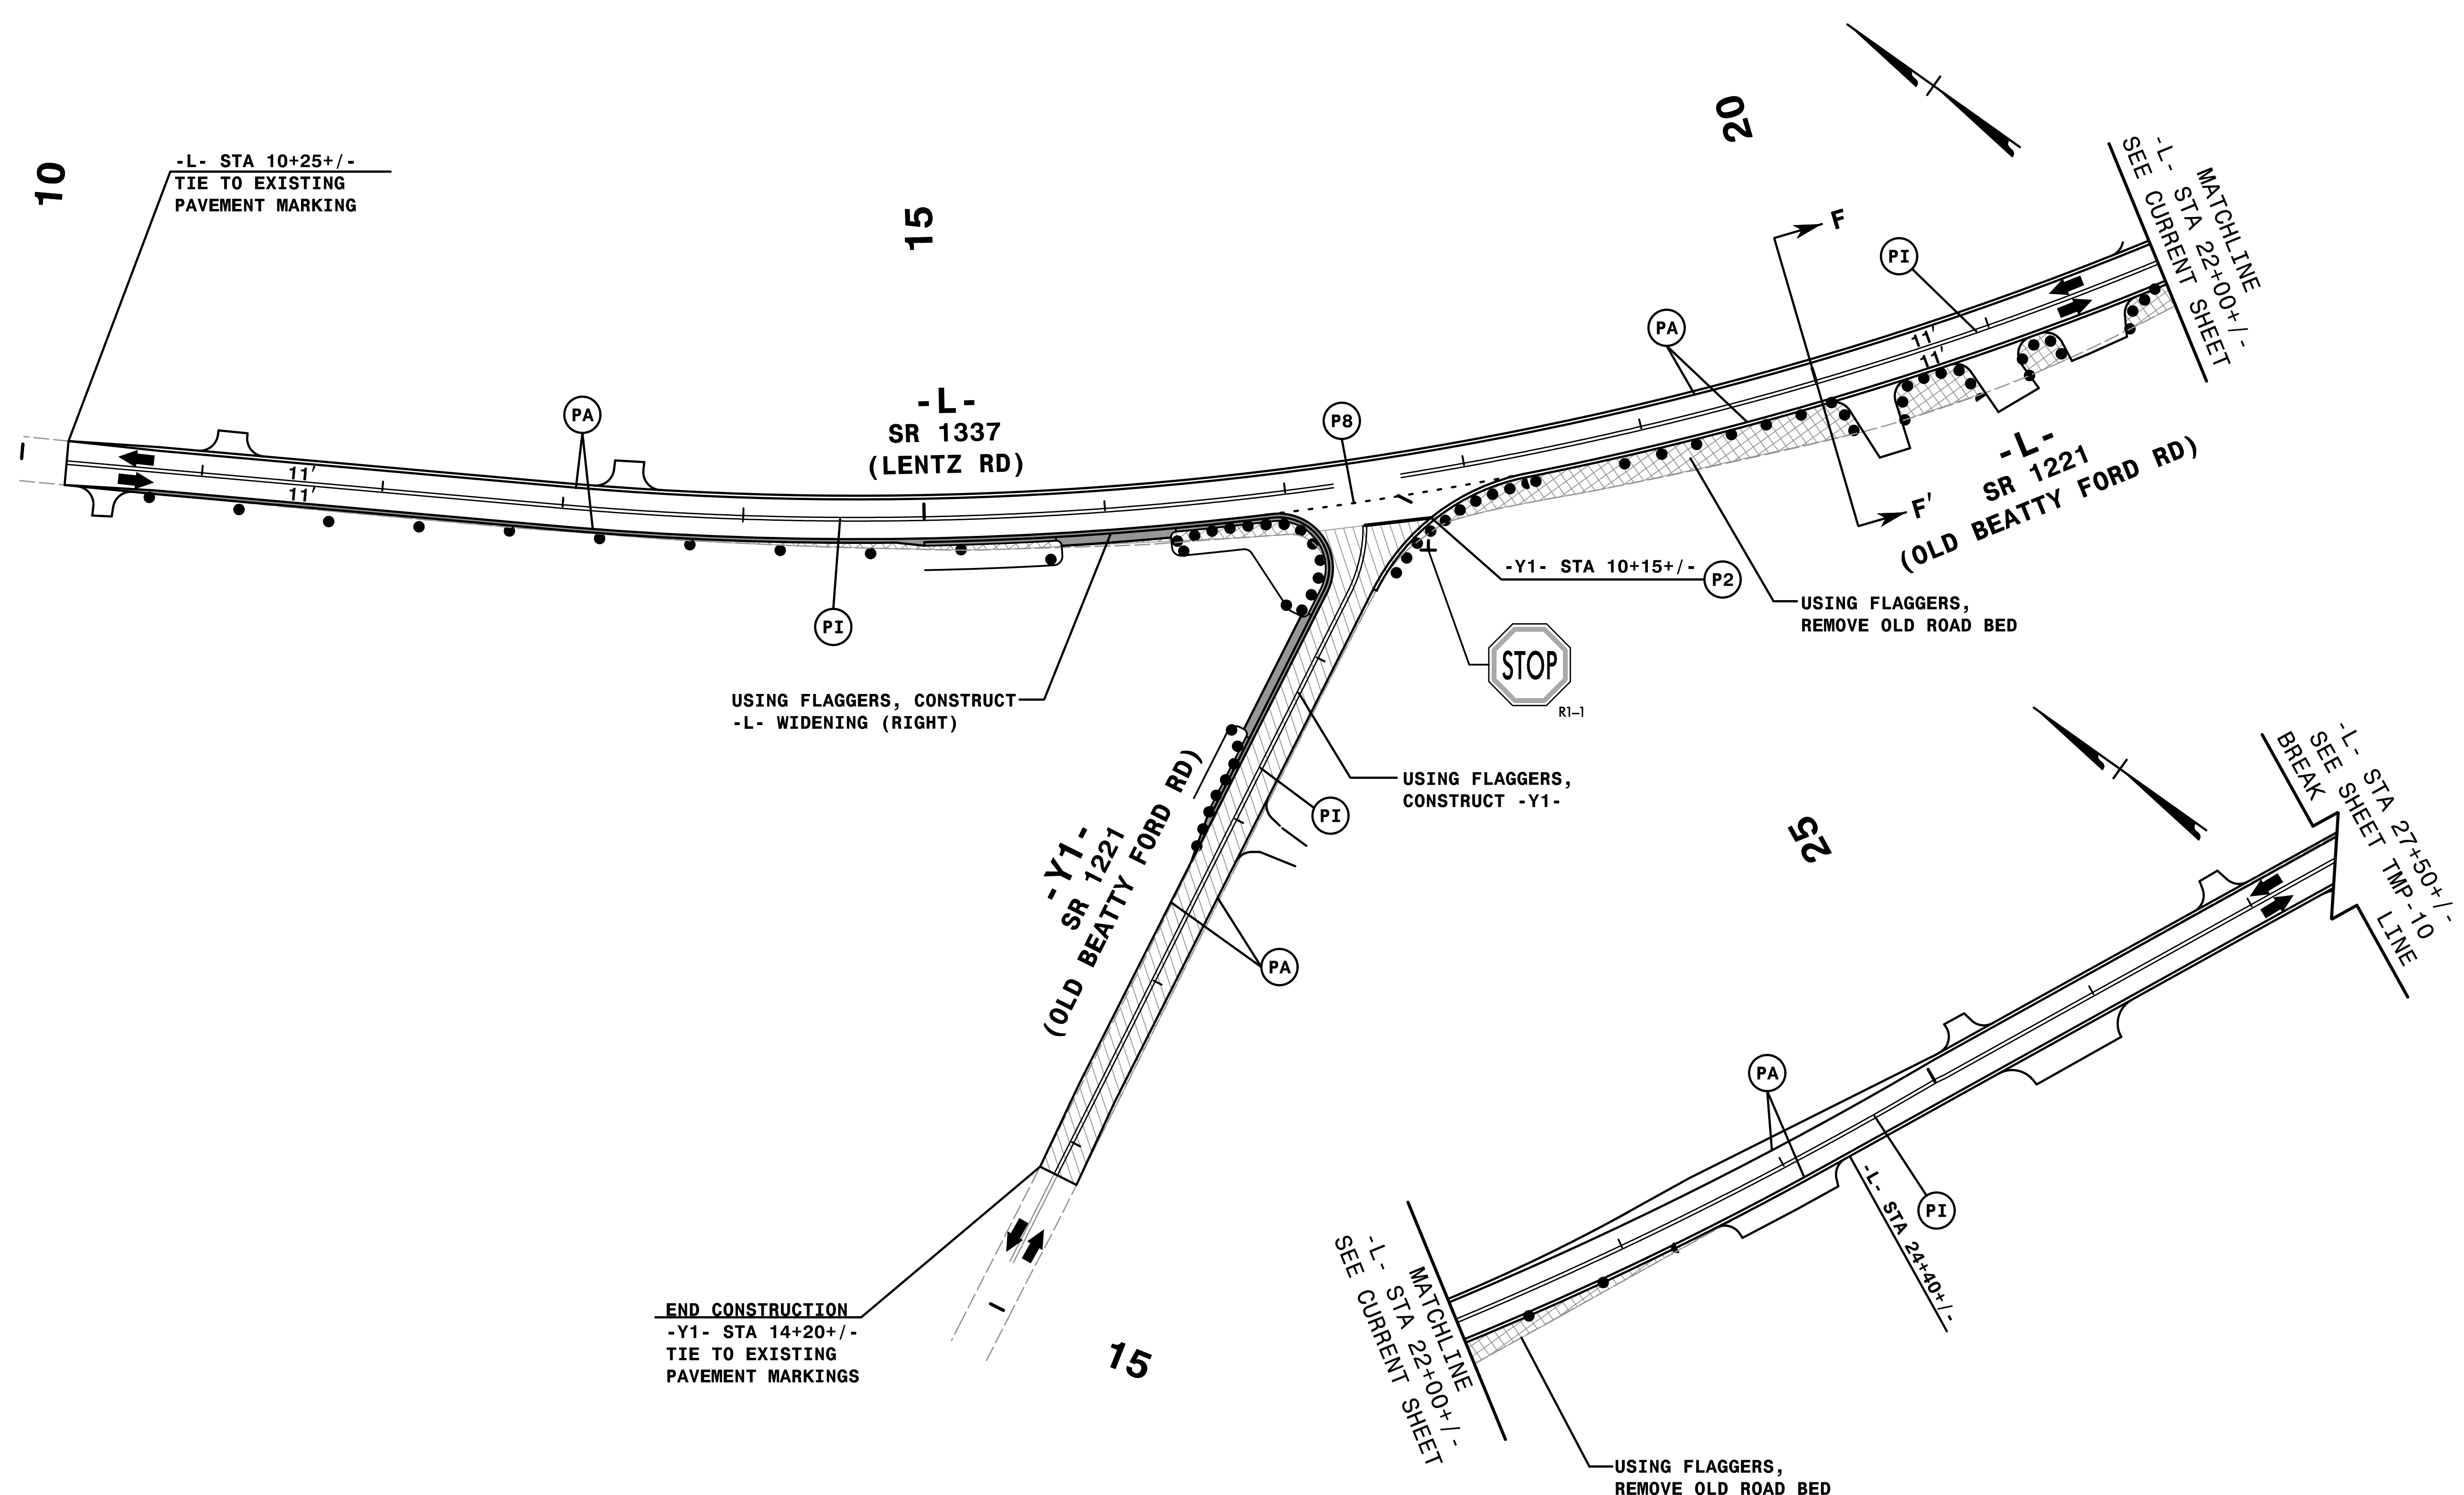 10
-L- STA 10+25+/-
TIE TO EXISTING
PAVEMENT MARKING
15
20
F
PI
MATCHLINE
-L- STA 22+00+/-
SEE CURRENT SHEET
PA
11'
11'
PA
-L-
SR 1337
(LENTZ RD)
P8
11'
11'
F'
-L-
SR 1221
(OLD BEATTY FORD RD)
-Y1- STA 10+15+/-
P2
USING FLAGGERS,
REMOVE OLD ROAD BED
PI
STOP
R1-1
USING FLAGGERS, CONSTRUCT
-L- WIDENING (RIGHT)
USING FLAGGERS,
CONSTRUCT -Y1-
PI
-Y1-
SR 1221
(OLD BEATTY FORD RD)
PA
END CONSTRUCTION
-Y1- STA 14+20+/-
TIE TO EXISTING
PAVEMENT MARKINGS
15
25
-L- STA 27+50+/-
SEE SHEET TMP-10
BREAK LINE
PA
PI
-L- STA 24+40+/-
MATCHLINE
-L- STA 22+00+/-
SEE CURRENT SHEET
USING FLAGGERS,
REMOVE OLD ROAD BED